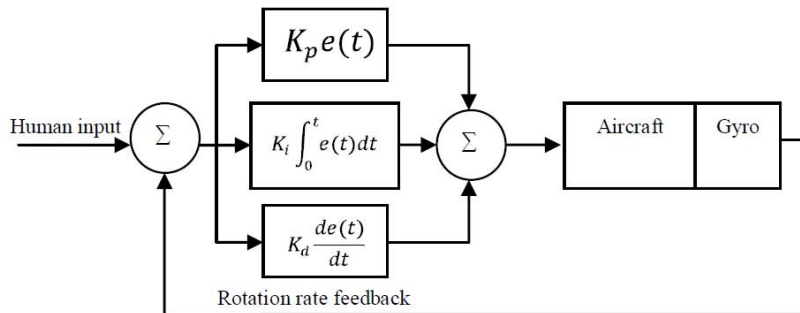 K_p e(t)
Human input
Σ
K_i ∫_0^t e(t)dt
Σ
Aircraft
Gyro
K_d de(t)/dt
Rotation rate feedback